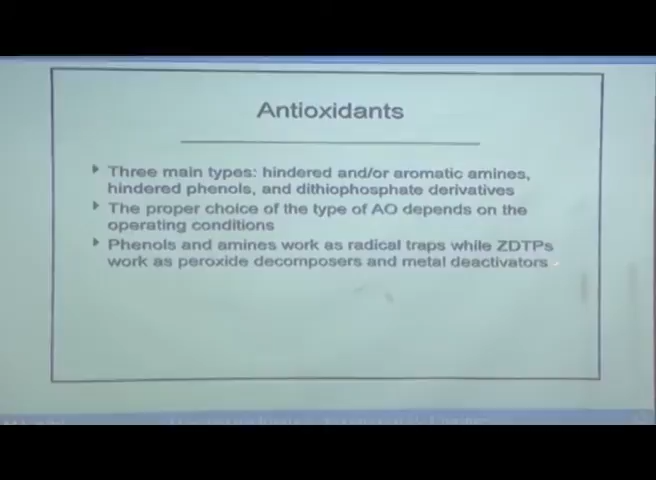 Antioxidants
Three main types: hindered and/or aromatic amines,
hindered phenols, and dithiophosphate derivatives
The proper choice of the type of AO depends on the
operating conditions
Phenols and amines work as radical traps while ZDTPs
work as peroxide decomposers and metal deactivators